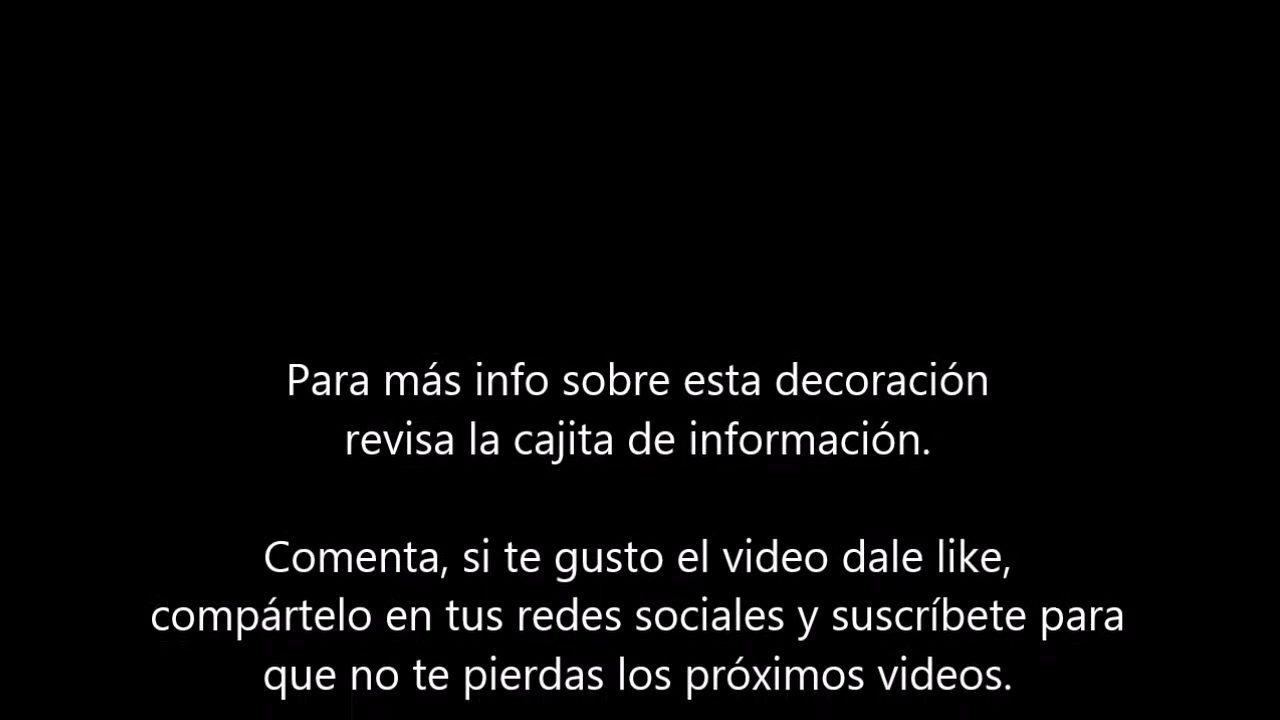 Para más info sobre esta decoración
revisa la cajita de información.
Comenta, si te gusto el video dale like,
compártelo en tus redes sociales y suscríbete para
que no te pierdas los próximos videos.